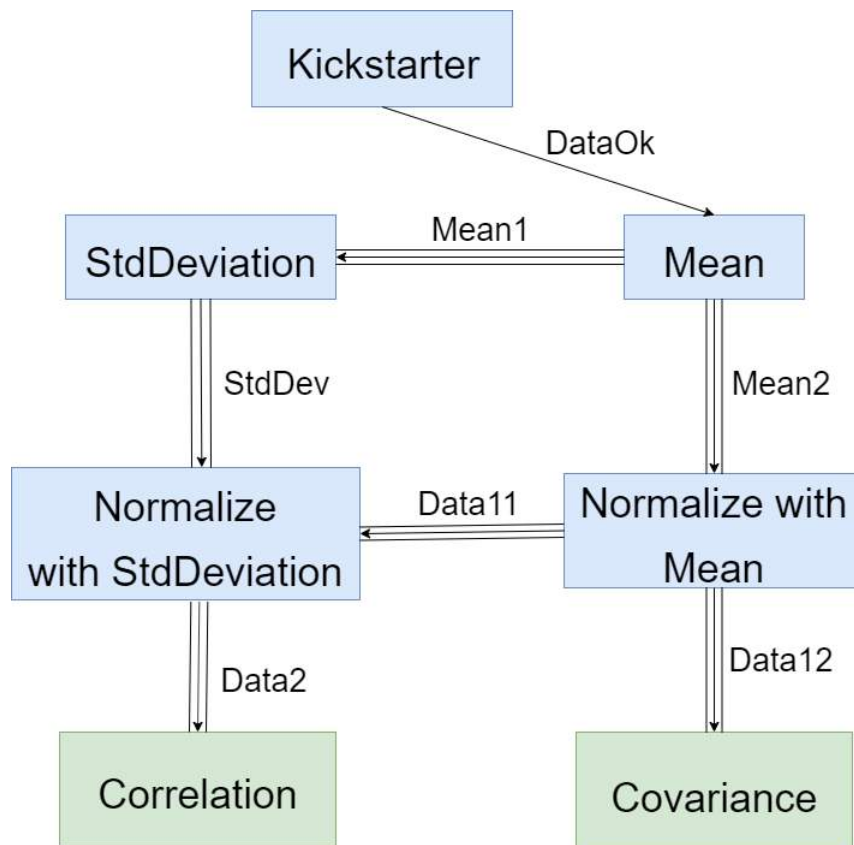 Kickstarter
DataOk
Mean1
StdDeviation
Mean
StdDev
Mean2
Normalize
with StdDeviation
Data11
Normalize with
Mean
Data2
Data12
Correlation
Covariance